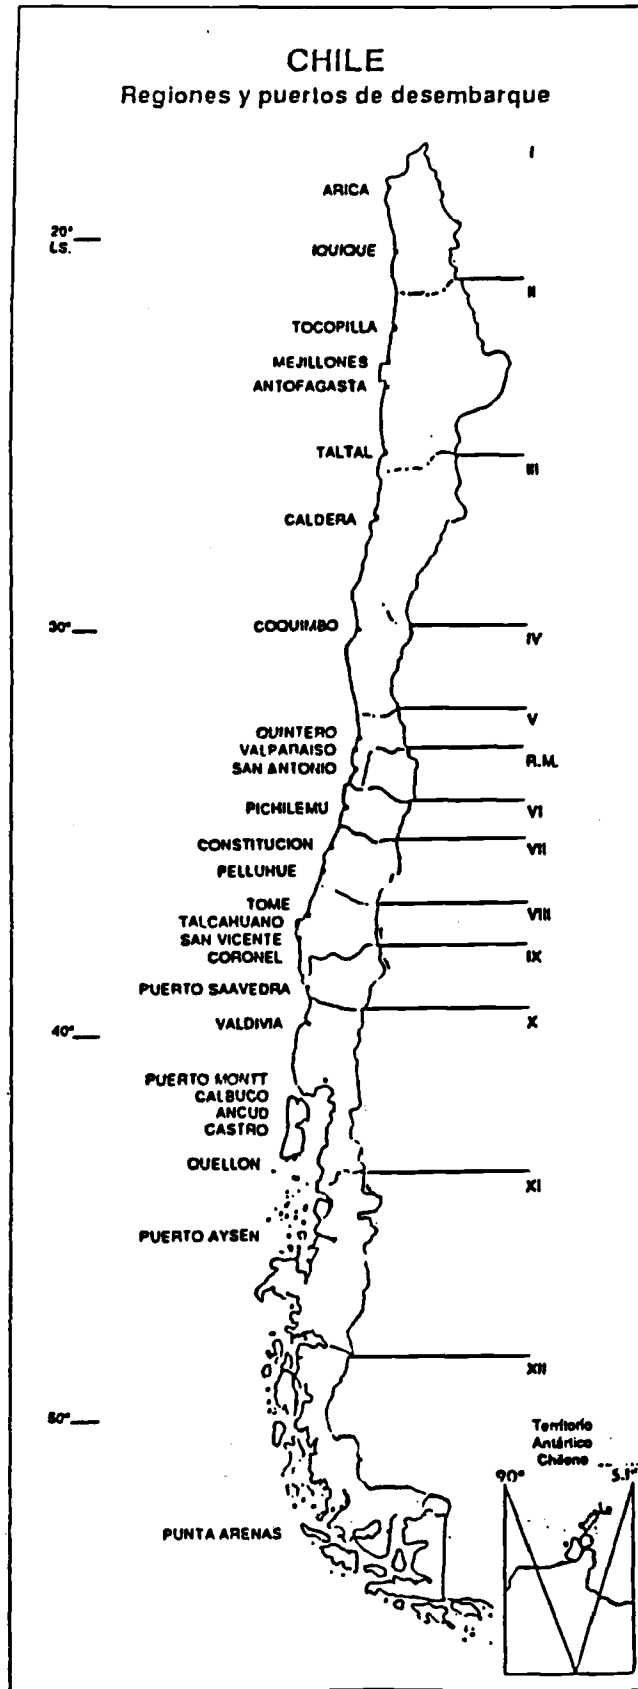 CHILE
Regiones y puertos de desembarque
I
ARICA
20°
LS.
IQUIQUE
II
TOCOPILLA
MEJILLONES
ANTOFAGASTA
TALTAL
III
CALDERA
30°
COQUIMBO
IV
V
QUINTERO
VALPARAISO
R.M.
SAN ANTONIO
PICHILEMU
VI
CONSTITUCION
VII
PELLUHUE
TOME
VIII
TALCAHUANO
SAN VICENTE
CORONEL
IX
PUERTO SAAVEDRA
VALDIVIA
X
40°
PUERTO MONTT
CALBUCO
ANCUD
CASTRO
QUELLON
XI
PUERTO AYSEN
XII
50°
Territorio
Antártico
Chileno
90°
PUNTA ARENAS